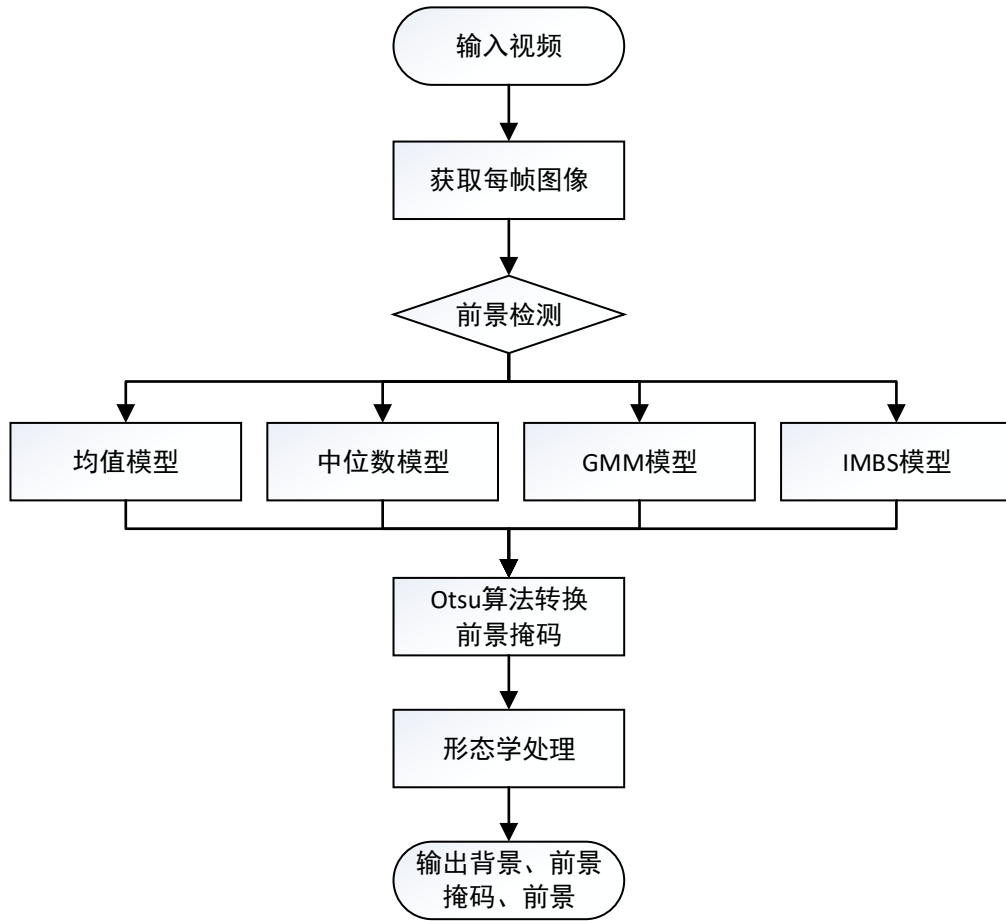 输入视频
获取每帧图像
前景检测
均值模型
中位数模型
GMM模型
IMBS模型
Otsu算法转换
前景掩码
形态学处理
输出背景、前景
掩码、前景